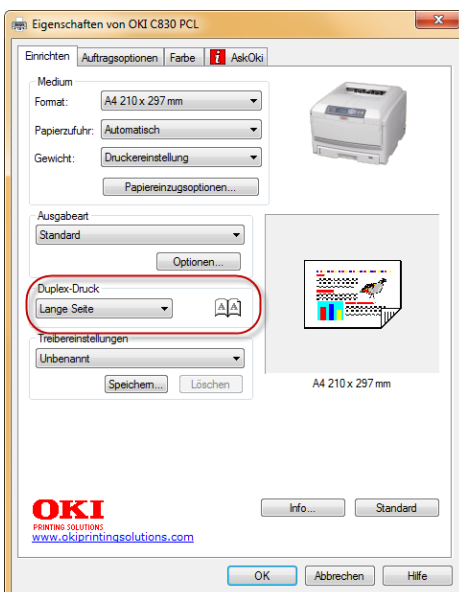 Eigenschaften von OKI C830 PCL
Einrichten Auftragsoptionen Farbe i AskOki
Medium
Format: A4 210 x 297 mm
Papierzufuhr: Automatisch
Gewicht: Druckereinstellung
Papiereinzugsoptionen...
Ausgabeart
Standard
Optionen...
Duplex-Druck
Lange Seite A A
Treibereinstellungen
Unbenannt
Speichern... Löschen
A4 210 x 297 mm
OKI
PRINTING SOLUTIONS
www.okiprintingsolutions.com
Info... Standard
OK Abbrechen Hilfe